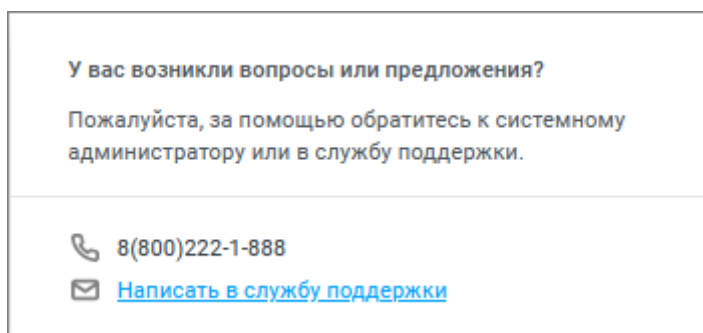 У вас возникли вопросы или предложения?
Пожалуйста, за помощью обратитесь к системному
администратору или в службу поддержки.
8(800)222-1-888
Написать в службу поддержки